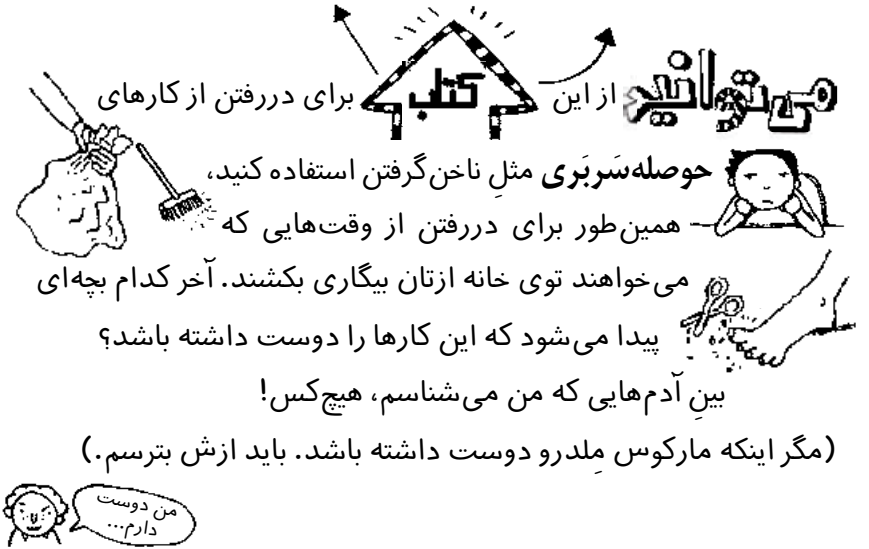 می‌توانید از این کتاب برای دررفتن از کارهای
حوصله‌سَربَری مثلِ ناخن‌گرفتن استفاده کنید،
همین‌طور برای دررفتن از وقت‌هایی که
می‌خواهند توی خانه ازتان بیگاری بکشند. آخر کدام بچه‌ای
پیدا می‌شود که این کارها را دوست داشته باشد؟
بینِ آدم‌هایی که من می‌شناسم، هیچ‌کس!
(مگر اینکه مارکوس مِلدرو دوست داشته باشد. باید ازش بترسم.)
من دوست
دارم...